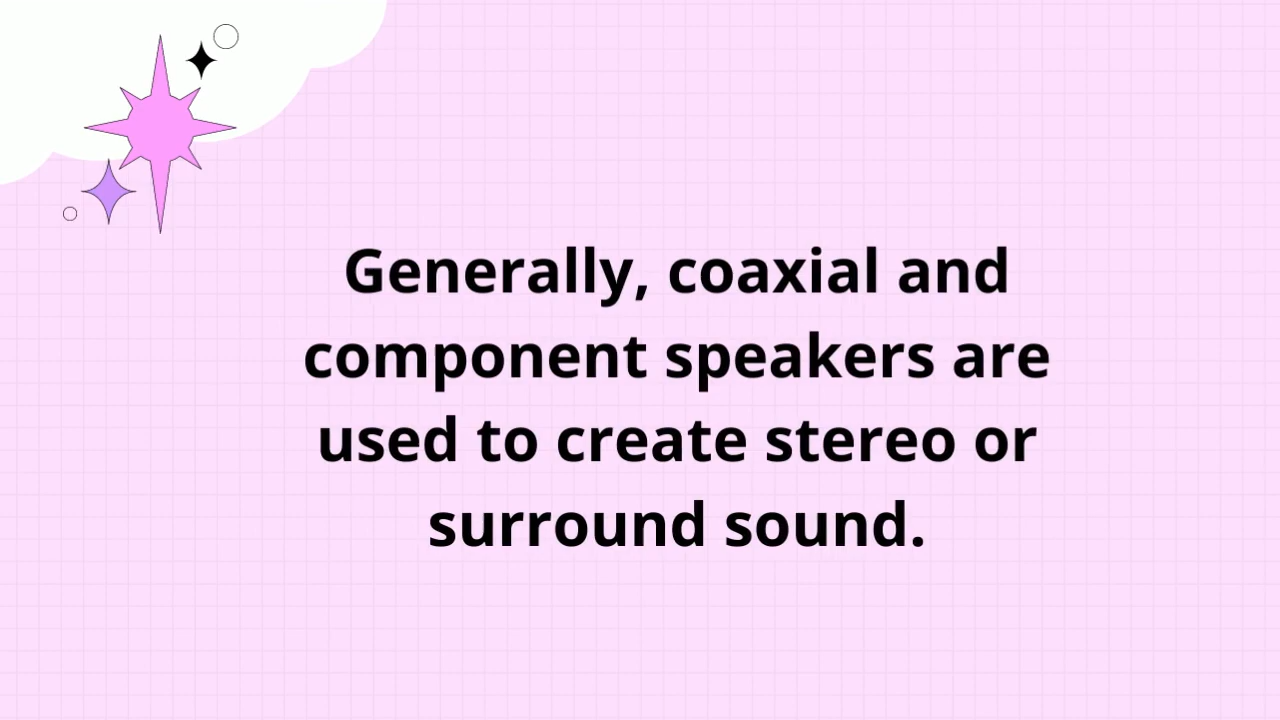 Generally, coaxial and
component speakers are
used to create stereo or
surround sound.